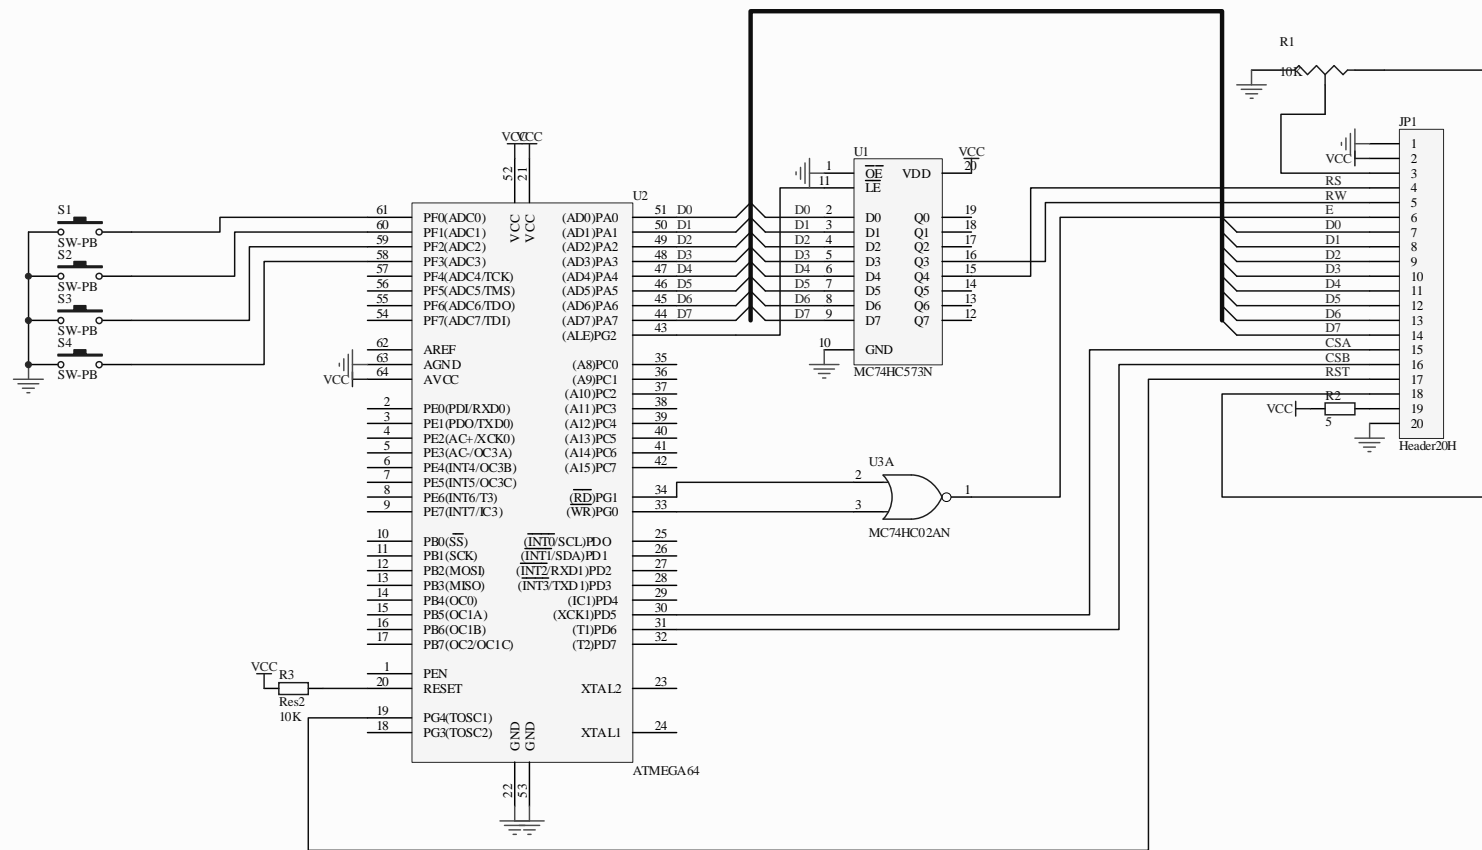 R1
10K
JP1
VCC VCC
52
21
U1
VCC
20
1
OE
VDD
11
LE
1
VCC
2
3
RS
4
RW
5
E
6
D0
7
D1
8
D2
9
D3
10
D4
11
D5
12
D6
13
D7
14
CSA
15
CSB
16
RST
17
18
VCC
R2
5
19
20
Header20H
U2
S1
SW-PB
S2
SW-PB
S3
SW-PB
S4
SW-PB
61 PF0(ADC0)
60 PF1(ADC1)
59 PF2(ADC2)
58 PF3(ADC3)
57 PF4(ADC4/TCK)
56 PF5(ADC5/TMS)
55 PF6(ADC6/TDO)
54 PF7(ADC7/TDI)
62 AREF
63 AGND
VCC 64 AVCC
2 PE0(PDI/RXD0)
3 PE1(PDO/TXD0)
4 PE2(AC+/XCK0)
5 PE3(AC-/OC3A)
6 PE4(INT4/OC3B)
7 PE5(INT5/OC3C)
8 PE6(INT6/T3)
9 PE7(INT7/IC3)
10 PB0(SS)
11 PB1(SCK)
12 PB2(MOSI)
13 PB3(MISO)
14 PB4(OC0)
15 PB5(OC1A)
16 PB6(OC1B)
17 PB7(OC2/OC1C)
1 PEN
VCC
R3
Res2
10K
20 RESET
19 PG4(TOSC1)
18 PG3(TOSC2)
VCC
VCC
(AD0)PA0 51 D0
(AD1)PA1 50 D1
(AD2)PA2 49 D2
(AD3)PA3 48 D3
(AD4)PA4 47 D4
(AD5)PA5 46 D5
(AD6)PA6 45 D6
(AD7)PA7 44 D7
(ALE)PG2 43
(A8)PC0 35
(A9)PC1 36
(A10)PC2 37
(A11)PC3 38
(A12)PC4 39
(A13)PC5 40
(A14)PC6 41
(A15)PC7 42
(RD)PG1 34
(WR)PG0 33
(INT0/SCL)PDO 25
(INT1/SDA)PD1 26
(INT2/RXD1)PD2 27
(INT3/TXD1)PD3 28
(IC1)PD4 29
(XCK1)PD5 30
(T1)PD6 31
(T2)PD7 32
XTAL2 23
XTAL1 24
GND
GND
22
53
ATMEGA64
D0 2 D0 Q0 19
D1 3 D1 Q1 18
D2 4 D2 Q2 17
D3 5 D3 Q3 16
D4 6 D4 Q4 15
D5 7 D5 Q5 14
D6 8 D6 Q6 13
D7 9 D7 Q7 12
10 GND
MC74HC573N
U3A
2
3
1
MC74HC02AN